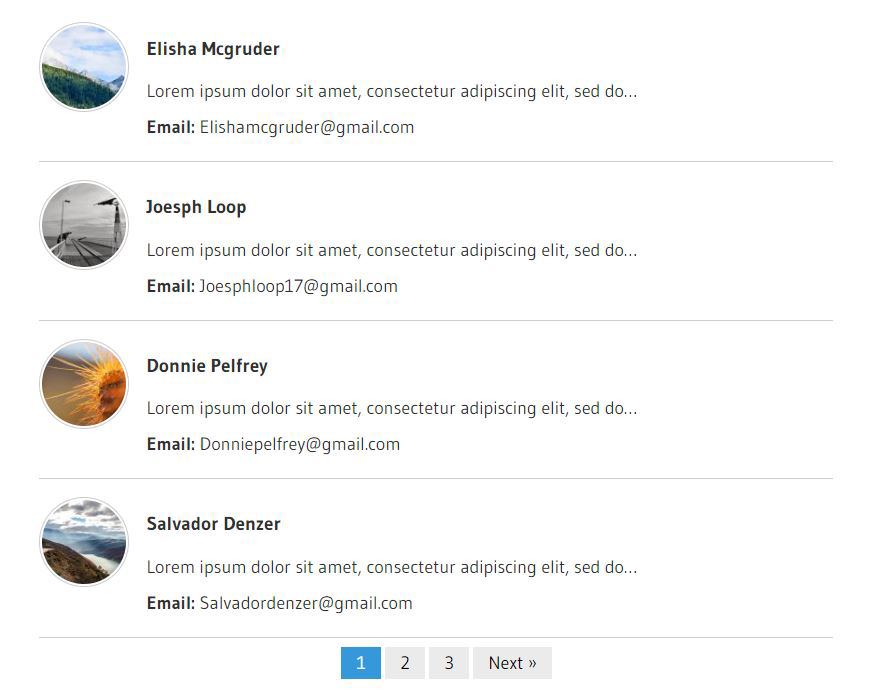 Elisha Mcgruder
Lorem ipsum dolor sit amet, consectetur adipiscing elit, sed do...
Email: Elishamcgruder@gmail.com
Joesph Loop
Lorem ipsum dolor sit amet, consectetur adipiscing elit, sed do...
Email: Joesphloop17@gmail.com
Donnie Pelfrey
Lorem ipsum dolor sit amet, consectetur adipiscing elit, sed do...
Email: Donniepelfrey@gmail.com
Salvador Denzer
Lorem ipsum dolor sit amet, consectetur adipiscing elit, sed do...
Email: Salvadordenzer@gmail.com
1 2 3 Next »